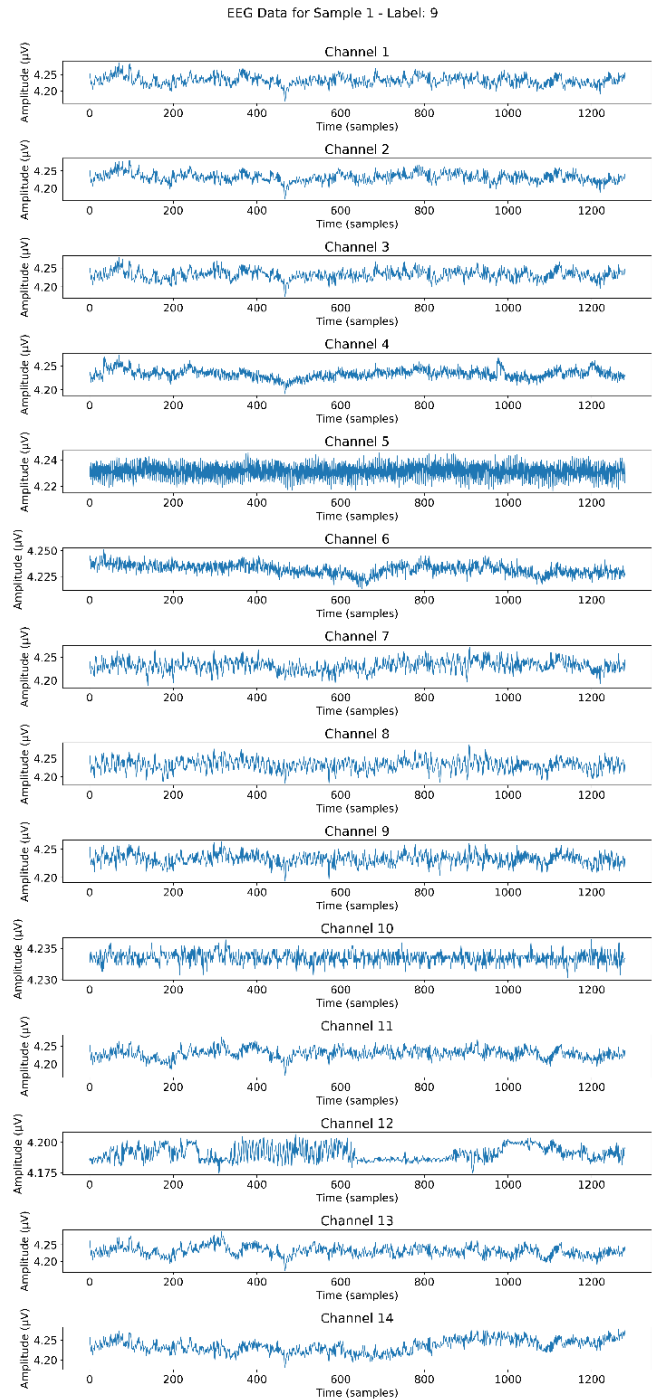 EEG Data for Sample 1 - Label: 9
Channel 1
Amplitude (µV)
4.25
4.20
0 200 400 600 800 1000 1200
Time (samples)
Channel 2
Amplitude (µV)
4.25
4.20
0 200 400 600 800 1000 1200
Time (samples)
Channel 3
Amplitude (µV)
4.25
4.20
0 200 400 600 800 1000 1200
Time (samples)
Channel 4
Amplitude (µV)
4.25
4.20
0 200 400 600 800 1000 1200
Time (samples)
Channel 5
Amplitude (µV)
4.24
4.22
0 200 400 600 800 1000 1200
Time (samples)
Channel 6
Amplitude (µV)
4.250
4.225
0 200 400 600 800 1000 1200
Time (samples)
Channel 7
Amplitude (µV)
4.25
4.20
0 200 400 600 800 1000 1200
Time (samples)
Channel 8
Amplitude (µV)
4.25
4.20
0 200 400 600 800 1000 1200
Time (samples)
Channel 9
Amplitude (µV)
4.25
4.20
0 200 400 600 800 1000 1200
Time (samples)
Channel 10
Amplitude (µV)
4.235
4.230
0 200 400 600 800 1000 1200
Time (samples)
Channel 11
Amplitude (µV)
4.25
4.20
0 200 400 600 800 1000 1200
Time (samples)
Channel 12
Amplitude (µV)
4.200
4.175
0 200 400 600 800 1000 1200
Time (samples)
Channel 13
Amplitude (µV)
4.25
4.20
0 200 400 600 800 1000 1200
Time (samples)
Channel 14
Amplitude (µV)
4.25
4.20
0 200 400 600 800 1000 1200
Time (samples)